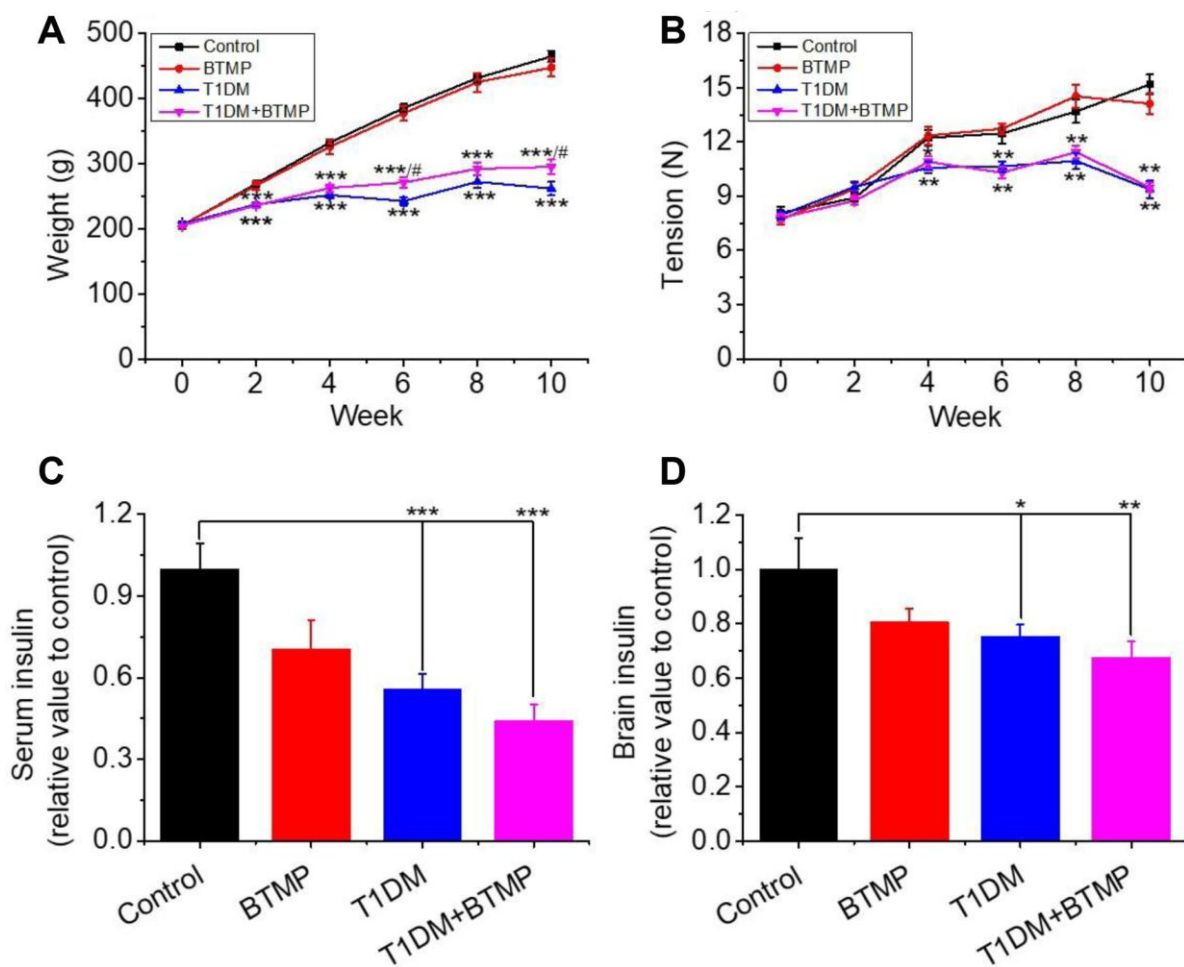 A
500
400
300
200
100
0
Weight (g)
Control
BTMP
T1DM
T1DM+BTMP
***
***
***
***
***/#
***
***
***
***/#
***
0 2 4 6 8 10
Week
B
18
15
12
9
6
3
0
Tension (N)
Control
BTMP
T1DM
T1DM+BTMP
*
**
**
**
**
**
**
**
0 2 4 6 8 10
Week
C
1.2
0.9
0.6
0.3
0.0
Serum insulin
(relative value to control)
*** ***
Control BTMP T1DM T1DM+BTMP
D
1.2
1.0
0.8
0.6
0.4
0.2
0.0
Brain insulin
(relative value to control)
* **
Control BTMP T1DM T1DM+BTMP